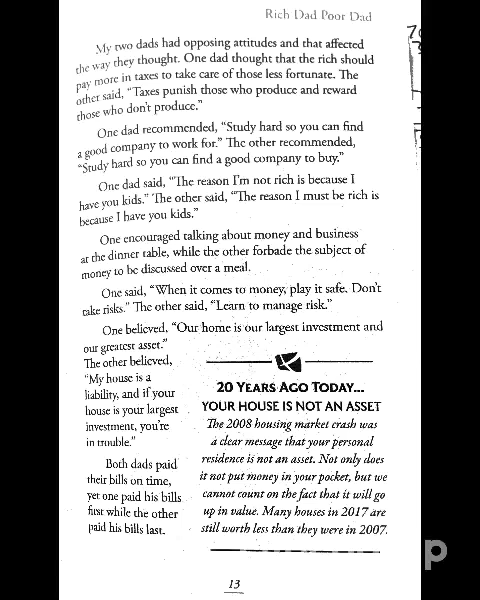 Rich Dad Poor Dad
My two dads had opposing attitudes and that affected
the way they thought. One dad thought that the rich should
pay more in taxes to take care of those less fortunate. The
other said, “Taxes punish those who produce and reward
those who don’t produce.”
One dad recommended, “Study hard so you can find
a good company to work for.” The other recommended,
“Study hard so you can find a good company to buy.”
One dad said, “The reason I’m not rich is because I
have you kids.” The other said, “The reason I must be rich is
because I have you kids.”
One encouraged talking about money and business
at the dinner table, while the other forbade the subject of
money to be discussed over a meal.
One said, “When it comes to money, play it safe. Don’t
take risks.” The other said, “Learn to manage risk.”
One believed, “Our home is our largest investment and
our greatest asset.”
The other believed,
“My house is a
liability, and if your
house is your largest
investment, you’re
in trouble.”
Both dads paid
their bills on time,
yet one paid his bills
first while the other
paid his bills last.
20 YEARS AGO TODAY...
YOUR HOUSE IS NOT AN ASSET
The 2008 housing market crash was
a clear message that your personal
residence is not an asset. Not only does
it not put money in your pocket, but we
cannot count on the fact that it will go
up in value. Many houses in 2017 are
still worth less than they were in 2007.
13
p